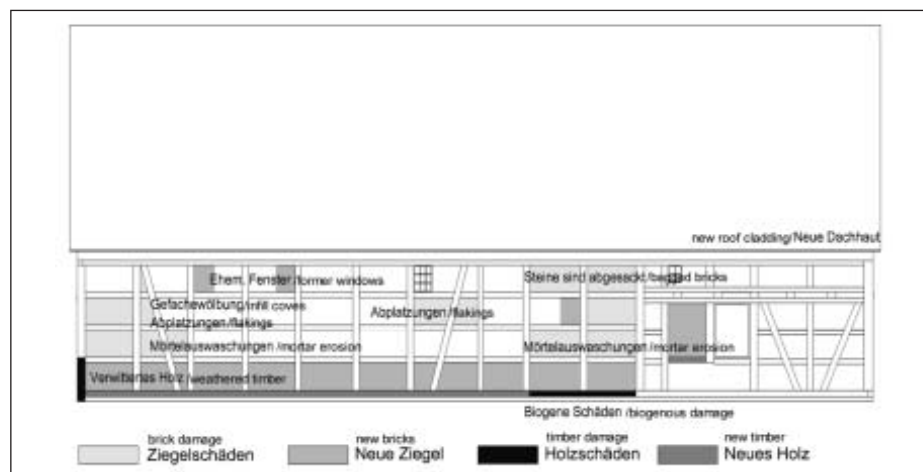 new roof cladding/Neue Dachhaut
Ehem. Fenster/former windows
Steine sind abgesackt/bagged bricks
Gefachewölbung/infill coves
Abplatzungen/flakings
Abplatzungen/flakings
Mörtelauswaschungen/mortar erosion
Mörtelauswaschungen/mortar erosion
Verwittertes Holz/weathered timber
Biogene Schäden/biogenous damage
brick damage
Ziegelschäden
new bricks
Neue Ziegel
timber damage
Holzschäden
new timber
Neues Holz